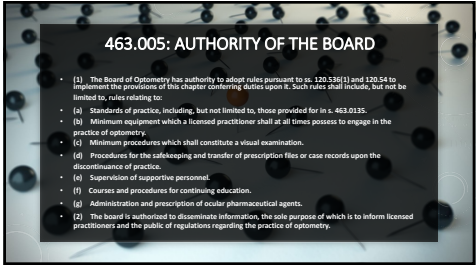 463.005: AUTHORITY OF THE BOARD
• (1) The Board of Optometry has authority to adopt rules pursuant to ss. 120.536(1) and 120.54 to
implement the provisions of this chapter conferring duties upon it. Such rules shall include, but not be
limited to, rules relating to:
• (a) Standards of practice, including, but not limited to, those provided for in s. 463.0135.
• (b) Minimum equipment which a licensed practitioner shall at all times possess to engage in the
practice of optometry.
• (c) Minimum procedures which shall constitute a visual examination.
• (d) Procedures for the safekeeping and transfer of prescription files or case records upon the
discontinuance of practice.
• (e) Supervision of supportive personnel.
• (f) Courses and procedures for continuing education.
• (g) Administration and prescription of ocular pharmaceutical agents.
• (2) The board is authorized to disseminate information, the sole purpose of which is to inform licensed
practitioners and the public of regulations regarding the practice of optometry.